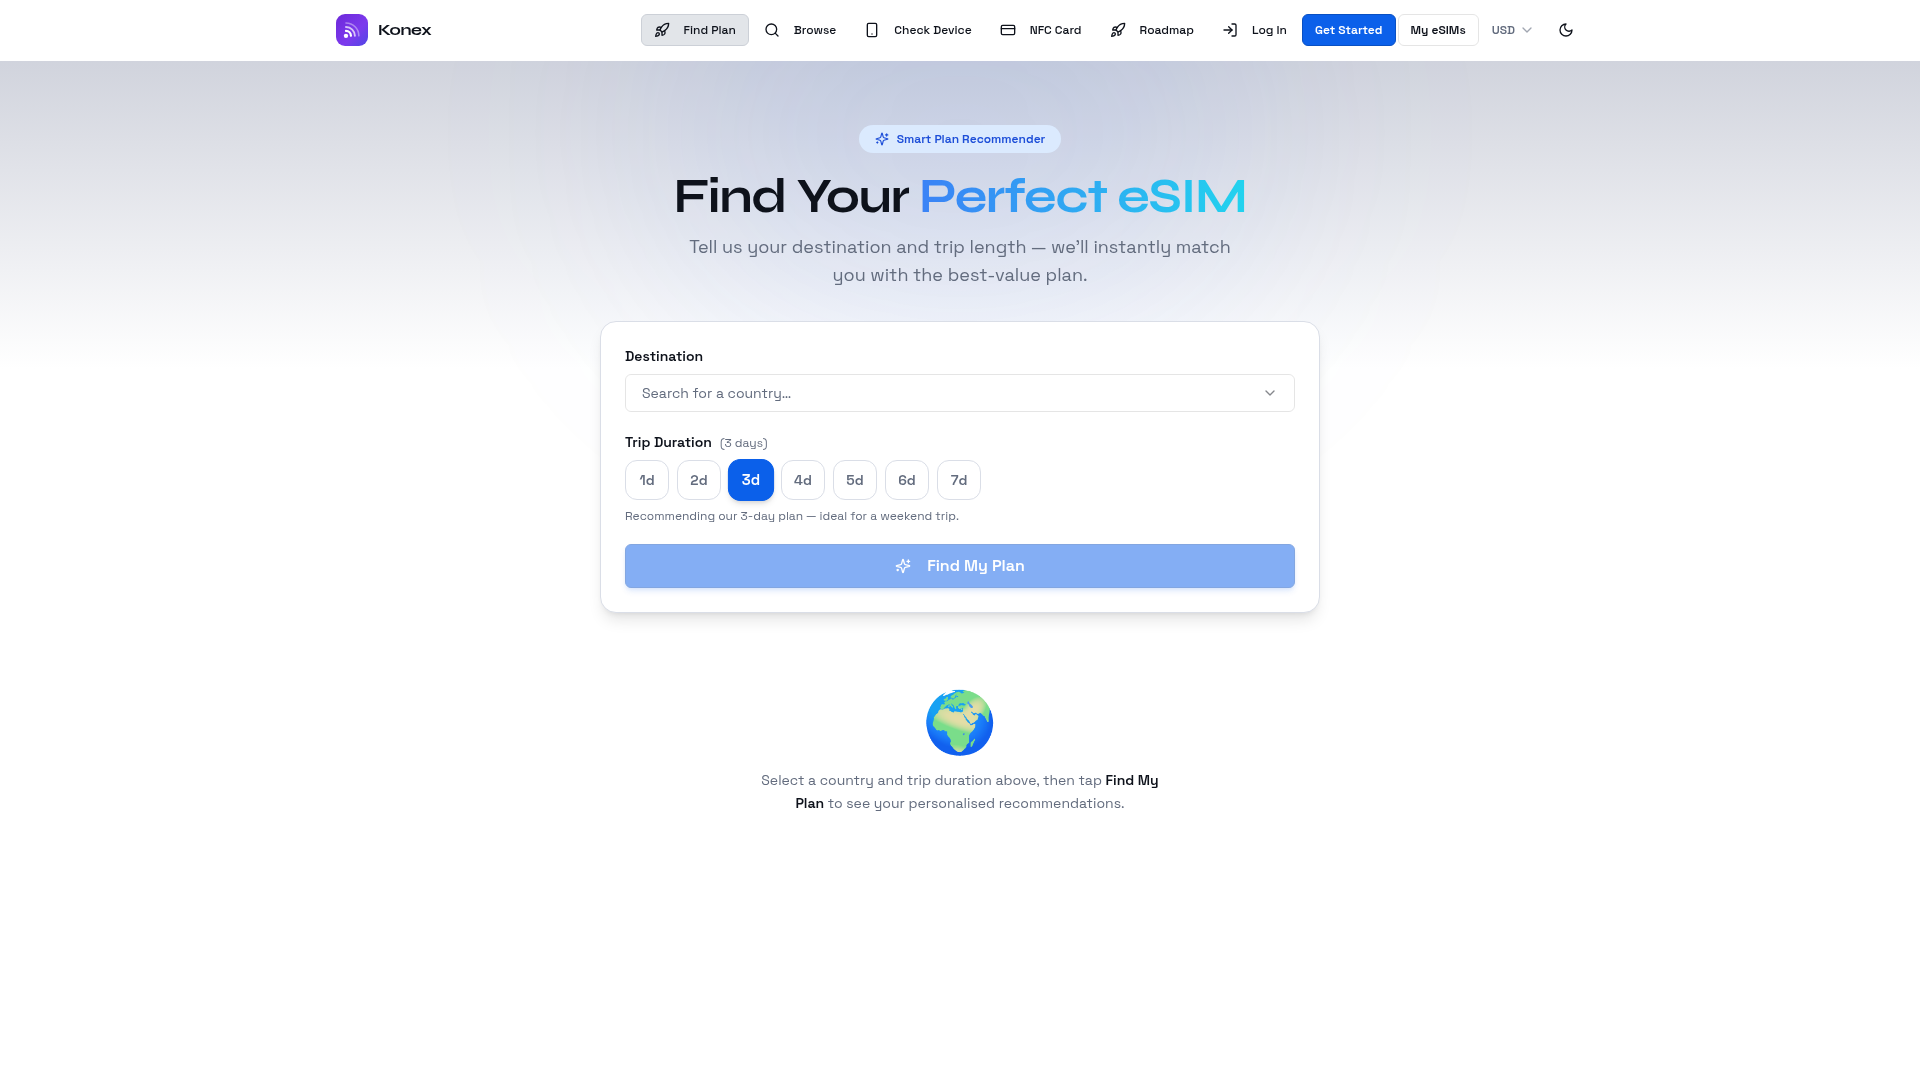 Konex
Find Plan
Browse
Check Device
NFC Card
Roadmap
Log In
Get Started
My eSIMs
USD
Smart Plan Recommender
Find Your Perfect eSIM
Tell us your destination and trip length — we'll instantly match
you with the best-value plan.
Destination
Search for a country...
Trip Duration (3 days)
1d
2d
3d
4d
5d
6d
7d
Recommending our 3-day plan — ideal for a weekend trip.
Find My Plan
Select a country and trip duration above, then tap Find My
Plan to see your personalised recommendations.